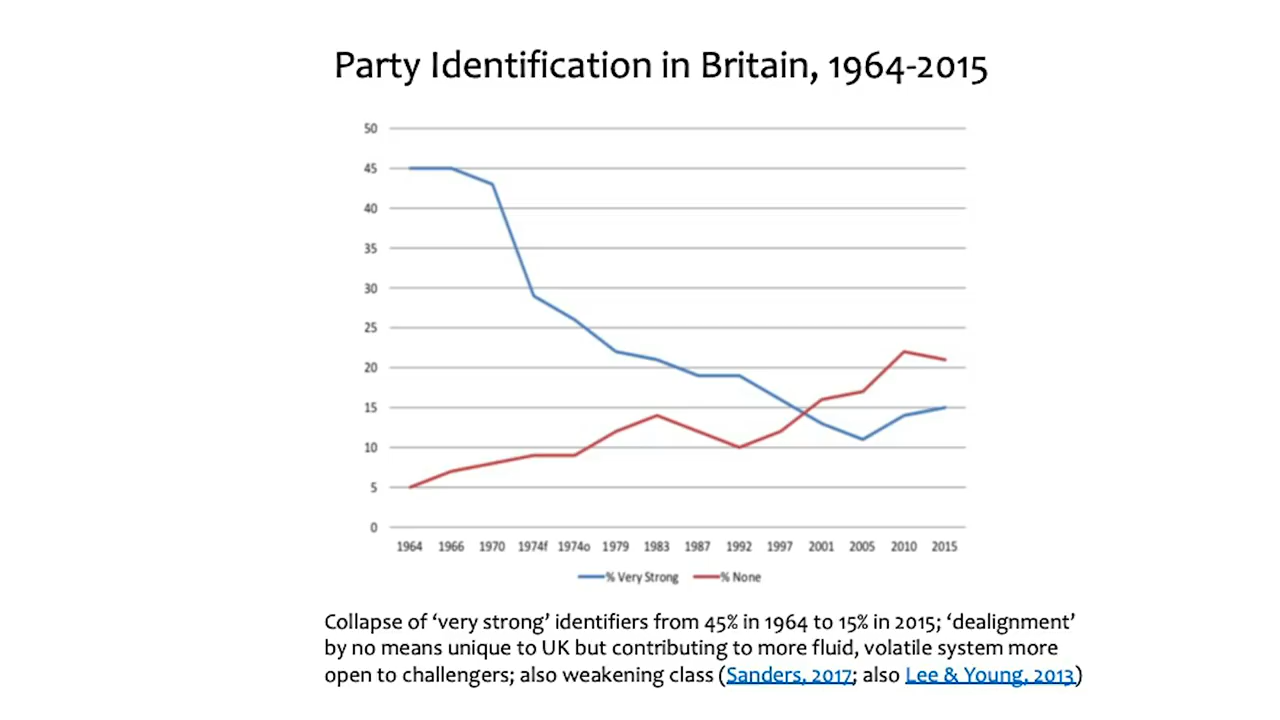 Party Identification in Britain, 1964-2015
50
45
40
35
30
25
20
15
10
5
0
1964 1966 1970 1974f 1974o 1979 1983 1987 1992 1997 2001 2005 2010 2015
% Very Strong % None
Collapse of ‘very strong’ identifiers from 45% in 1964 to 15% in 2015; ‘dealignment’
by no means unique to UK but contributing to more fluid, volatile system more
open to challengers; also weakening class (Sanders, 2017; also Lee & Young, 2013)